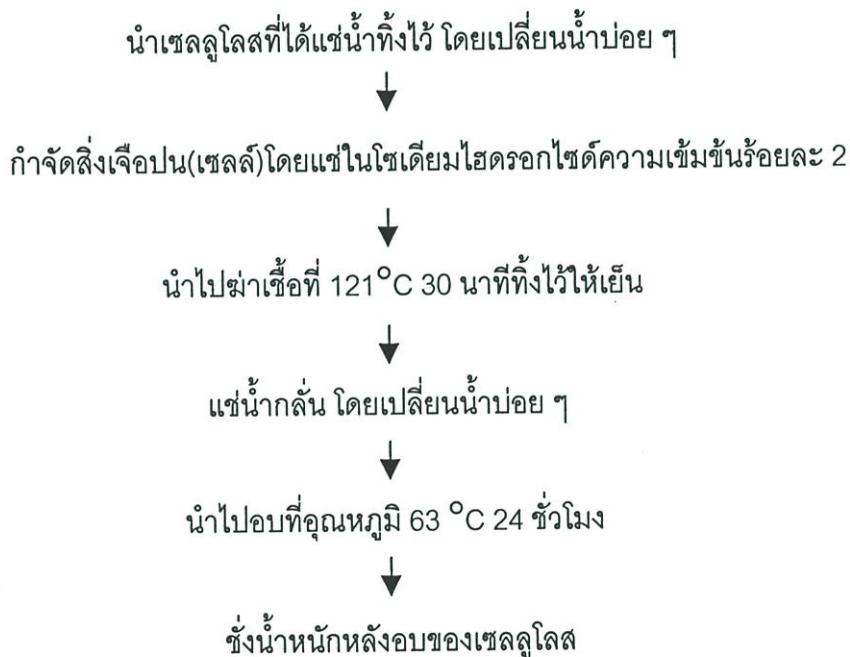 นำเซลลูโลสที่ได้แช่น้ำทิ้งไว้ โดยเปลี่ยนน้ำบ่อย ๆ
กำจัดสิ่งเจือปน(เซลล์)โดยแช่ในโซเดียมไฮดรอกไซด์ความเข้มข้นร้อยละ 2
นำไปฆ่าเชื้อที่ 121°C 30 นาทีทิ้งไว้ให้เย็น
แช่น้ำกลั่น โดยเปลี่ยนน้ำบ่อย ๆ
นำไปอบที่อุณหภูมิ 63 °C 24 ชั่วโมง
ชั่งน้ำหนักหลังอบของเซลลูโลส